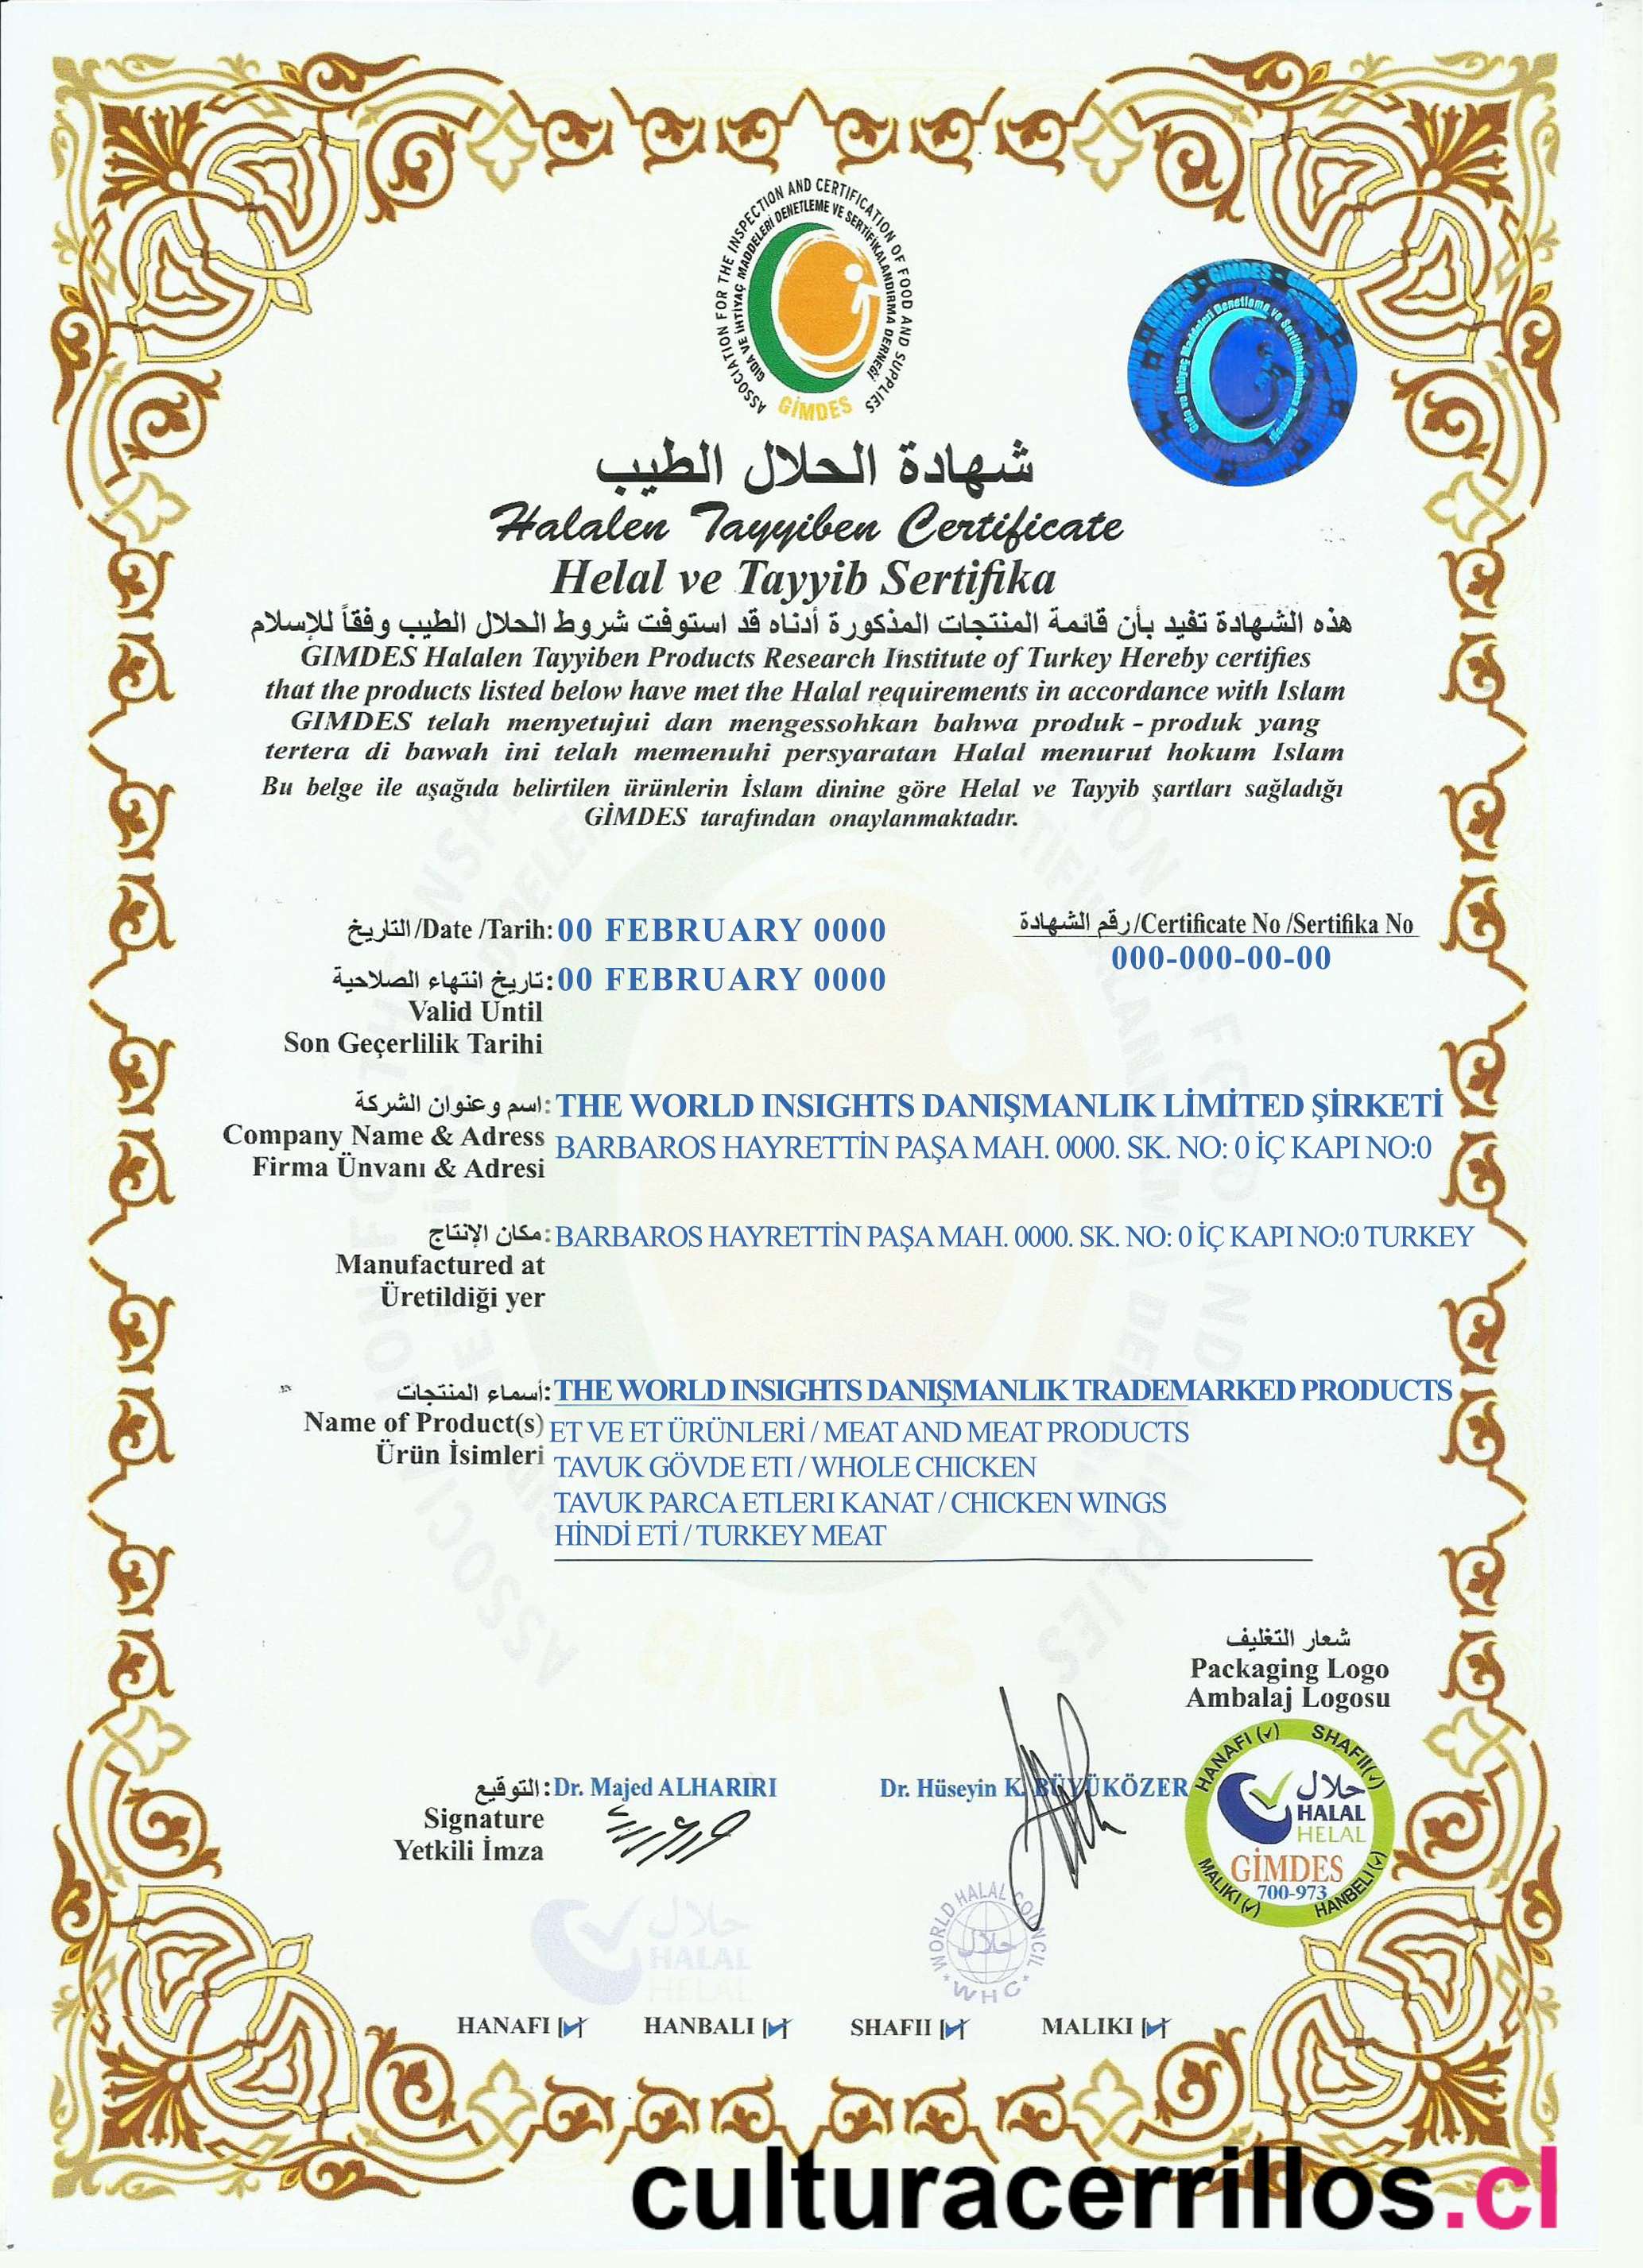 ASSOCIATION FOR THE INSPECTION AND CERTIFICATION OF FOOD AND SUPPLIES
GIDA VE İHTİYAÇ MADDELERİ DENETLEME VE SERTİFİKALANDIRMA DERNEĞİ
GİMDES
GIMDES - GIMDES -
Gıda ve İhtiyaç Maddeleri Denetleme ve Sertifikalandırma Derneği
شهادة الحلال الطيب
Halalen Tayyiben Certificate
Helal ve Tayyib Sertifika
هذه الشهادة تفيد بأن قائمة المنتجات المذكورة أدناه قد استوفت شروط الحلال الطيب وفقاً للإسلام
GIMDES Halalen Tayyiben Products Research Institute of Turkey Hereby certifies
that the products listed below have met the Halal requirements in accordance with Islam
GIMDES telah menyetujui dan mengessohkan bahwa produk - produk yang
tertera di bawah ini telah memenuhi persyaratan Halal menurut hokum Islam
Bu belge ile aşağıda belirtilen ürünlerin İslam dinine göre Helal ve Tayyib şartları sağladığı
GİMDES tarafından onaylanmaktadır.
التاريخ/Date /Tarih: 00 FEBRUARY 0000
رقم الشهادة/Certificate No /Sertifika No
000-000-00-00
تاريخ انتهاء الصلاحية: 00 FEBRUARY 0000
Valid Until
Son Geçerlilik Tarihi
اسم وعنوان الشركة: THE WORLD INSIGHTS DANIŞMANLIK LİMİTED ŞİRKETİ
Company Name & Adress BARBAROS HAYRETTİN PAŞA MAH. 0000. SK. NO: 0 İÇ KAPI NO:0
Firma Ünvanı & Adresi
مكان الإنتاج: BARBAROS HAYRETTİN PAŞA MAH. 0000. SK. NO: 0 İÇ KAPI NO:0 TURKEY
Manufactured at
Üretildiği yer
أسماء المنتجات: THE WORLD INSIGHTS DANIŞMANLIK TRADEMARKED PRODUCTS
Name of Product(s) ET VE ET ÜRÜNLERİ / MEAT AND MEAT PRODUCTS
Ürün İsimleri TAVUK GÖVDE ETI / WHOLE CHICKEN
TAVUK PARCA ETLERI KANAT / CHICKEN WINGS
HİNDİ ETİ / TURKEY MEAT
شعار التغليف
Packaging Logo
Ambalaj Logosu
التوقيع: Dr. Majed ALHARIRI
Dr. Hüseyin K. BÜYÜKÖZER
Signature
Yetkili İmza
HANAFI (✓) SHAFII (✓)
حلال
HALAL
HELAL
GİMDES
700-973
MALIKI (✓) HANBELI (✓)
حلال
HALAL
HELAL
WORLD HALAL COUNCIL
حلال
* WHC *
HANAFI HANBALI SHAFII MALIKI
culturacerrillos.cl